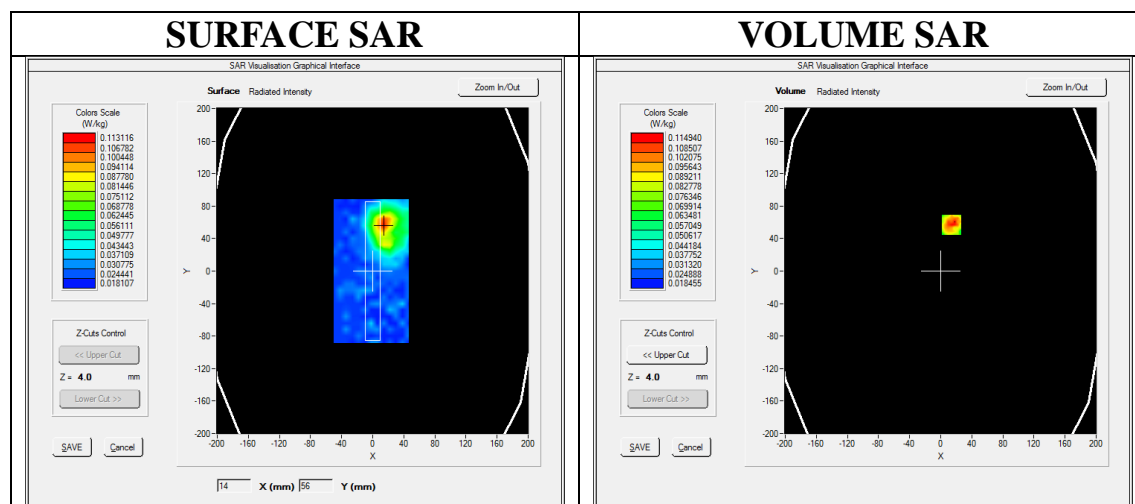 SURFACE SAR
VOLUME SAR
SAR Visualisation Graphical Interface
Surface Radiated Intensity
Zoom In/Out
Colors Scale
(W/kg)
0.113116
0.106782
0.100448
0.094114
0.087780
0.081446
0.075112
0.068778
0.062445
0.056111
0.049777
0.043443
0.037109
0.030775
0.024441
0.018107
Z-Cuts Control
<< Upper Cut
Z = 4.0 mm
Lower Cut >>
SAVE Cancel
200
160
120
80
40
0
-40
-80
-120
-160
-200
Y
-200 -160 -120 -80 -40 0 40 80 120 160 200
X
14 X (mm) 56 Y (mm)
SAR Visualisation Graphical Interface
Volume Radiated Intensity
Zoom In/Out
Colors Scale
(W/kg)
0.114940
0.108507
0.102075
0.095643
0.089211
0.082778
0.076346
0.069914
0.063481
0.057049
0.050617
0.044184
0.037752
0.031320
0.024888
0.018455
Z-Cuts Control
<< Upper Cut
Z = 4.0 mm
Lower Cut >>
SAVE Cancel
200
160
120
80
40
0
-40
-80
-120
-160
-200
Y
-200 -160 -120 -80 -40 0 40 80 120 160 200
X